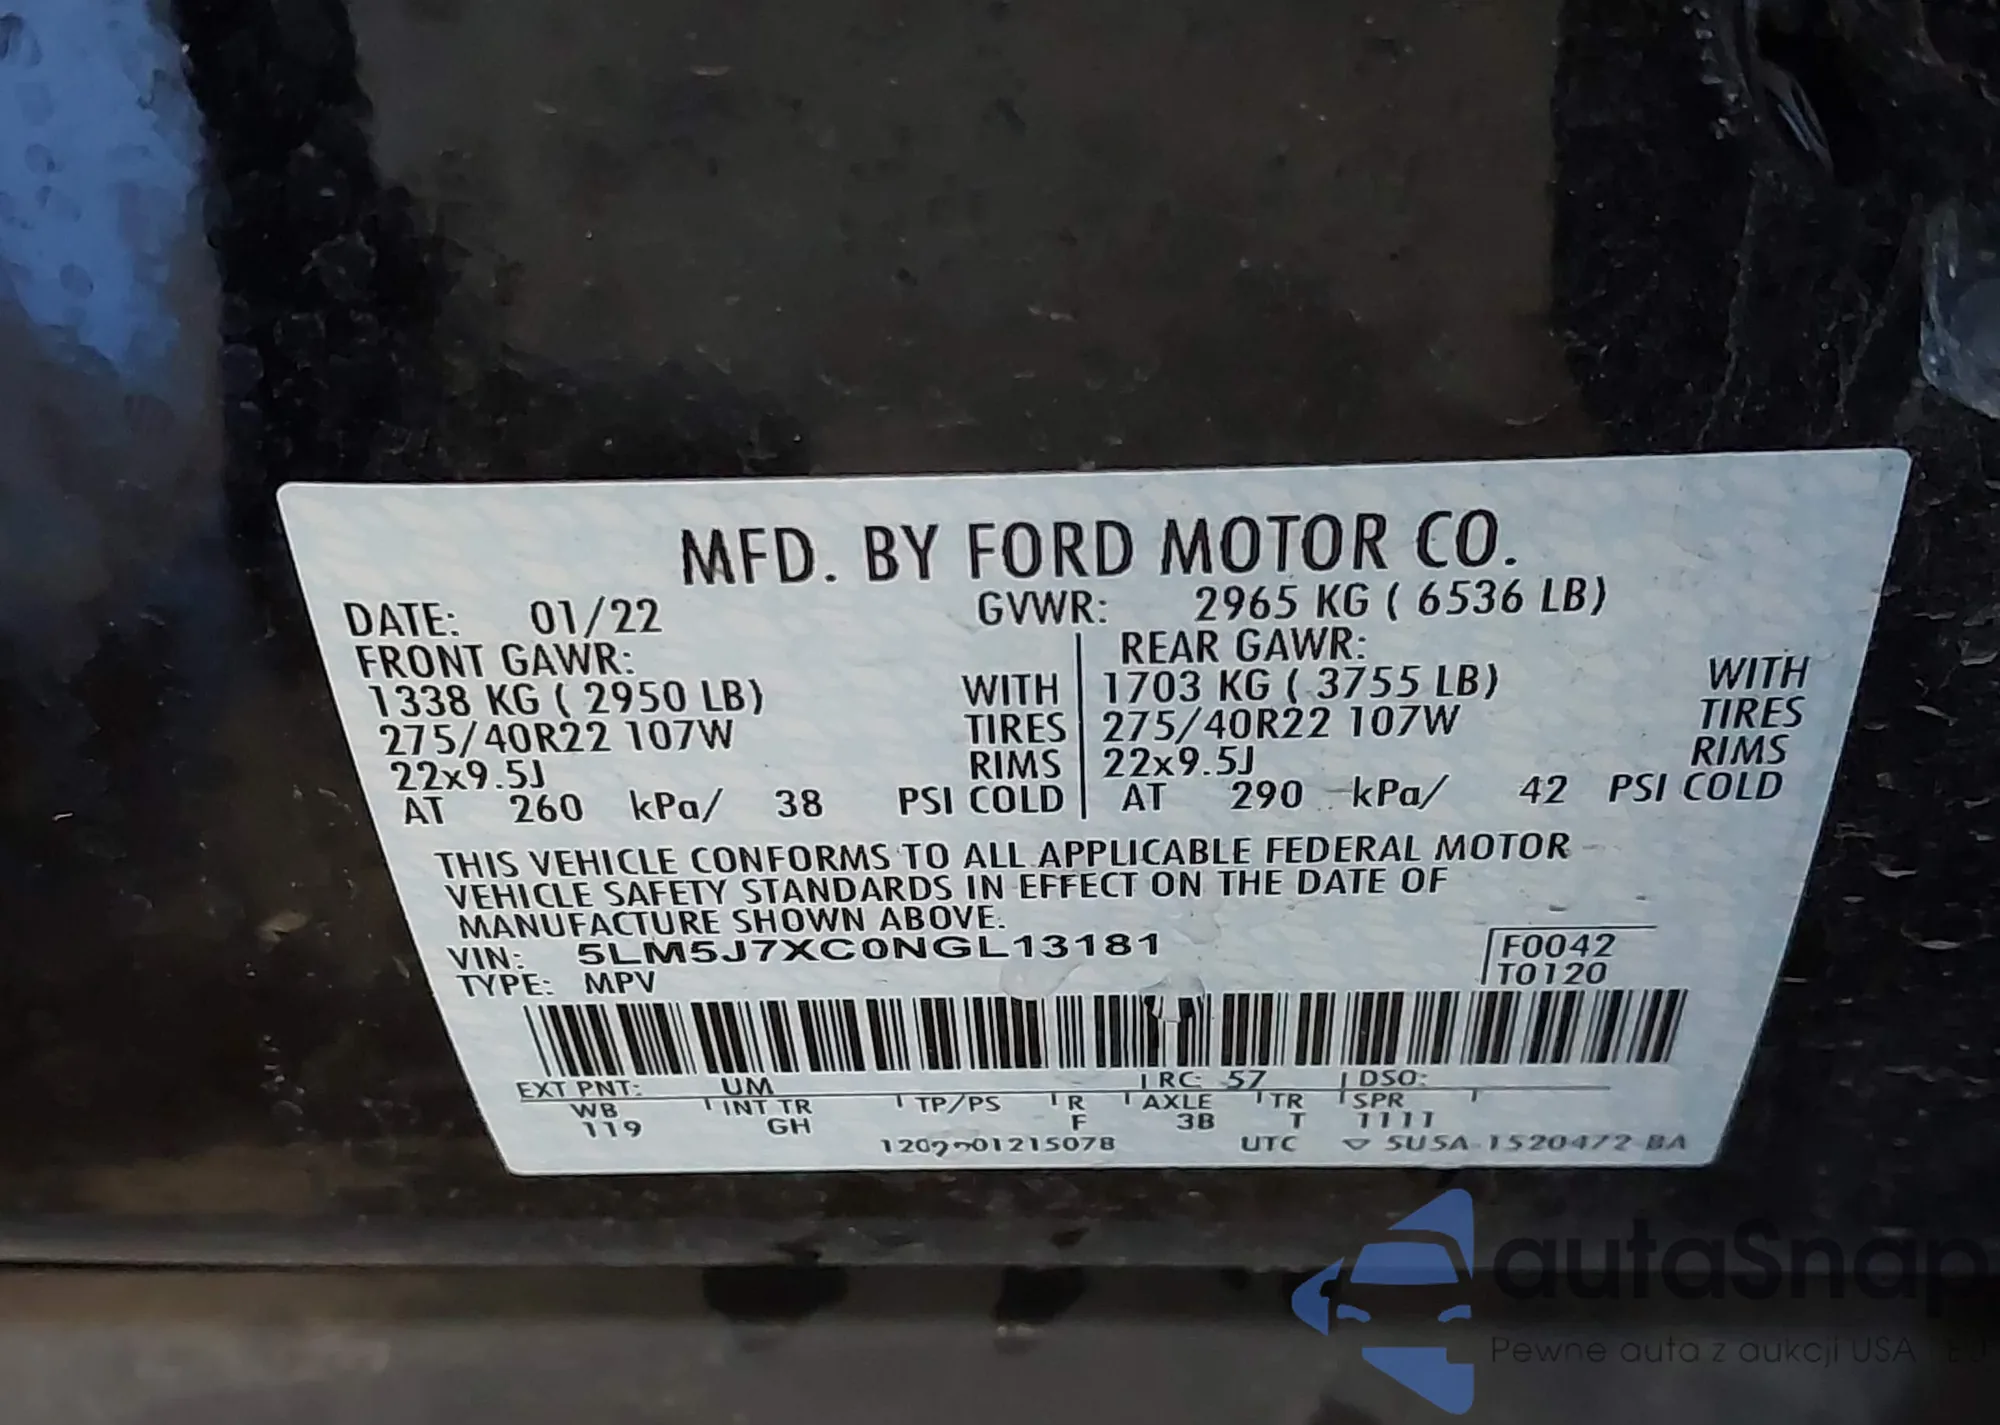 MFD. BY FORD MOTOR CO.
DATE: 01/22 GVWR: 2965 KG ( 6536 LB)
FRONT GAWR: REAR GAWR:
1338 KG ( 2950 LB) WITH 1703 KG ( 3755 LB) WITH
275/40R22 107W TIRES 275/40R22 107W TIRES
22x9.5J RIMS 22x9.5J RIMS
AT 260 kPa/ 38 PSI COLD AT 290 kPa/ 42 PSI COLD
THIS VEHICLE CONFORMS TO ALL APPLICABLE FEDERAL MOTOR
VEHICLE SAFETY STANDARDS IN EFFECT ON THE DATE OF
MANUFACTURE SHOWN ABOVE.
VIN: 5LM5J7XC0NGL13181 F0042
TYPE: MPV T0120
EXT PNT: UM RC: 57 DSO:
WB INT TR TP/PS R AXLE TR SPR
119 GH F 3B T 1111
UTC ▽ 5U5A-1520472-BA
autaSnap
Pewne auta z aukcji USA EU